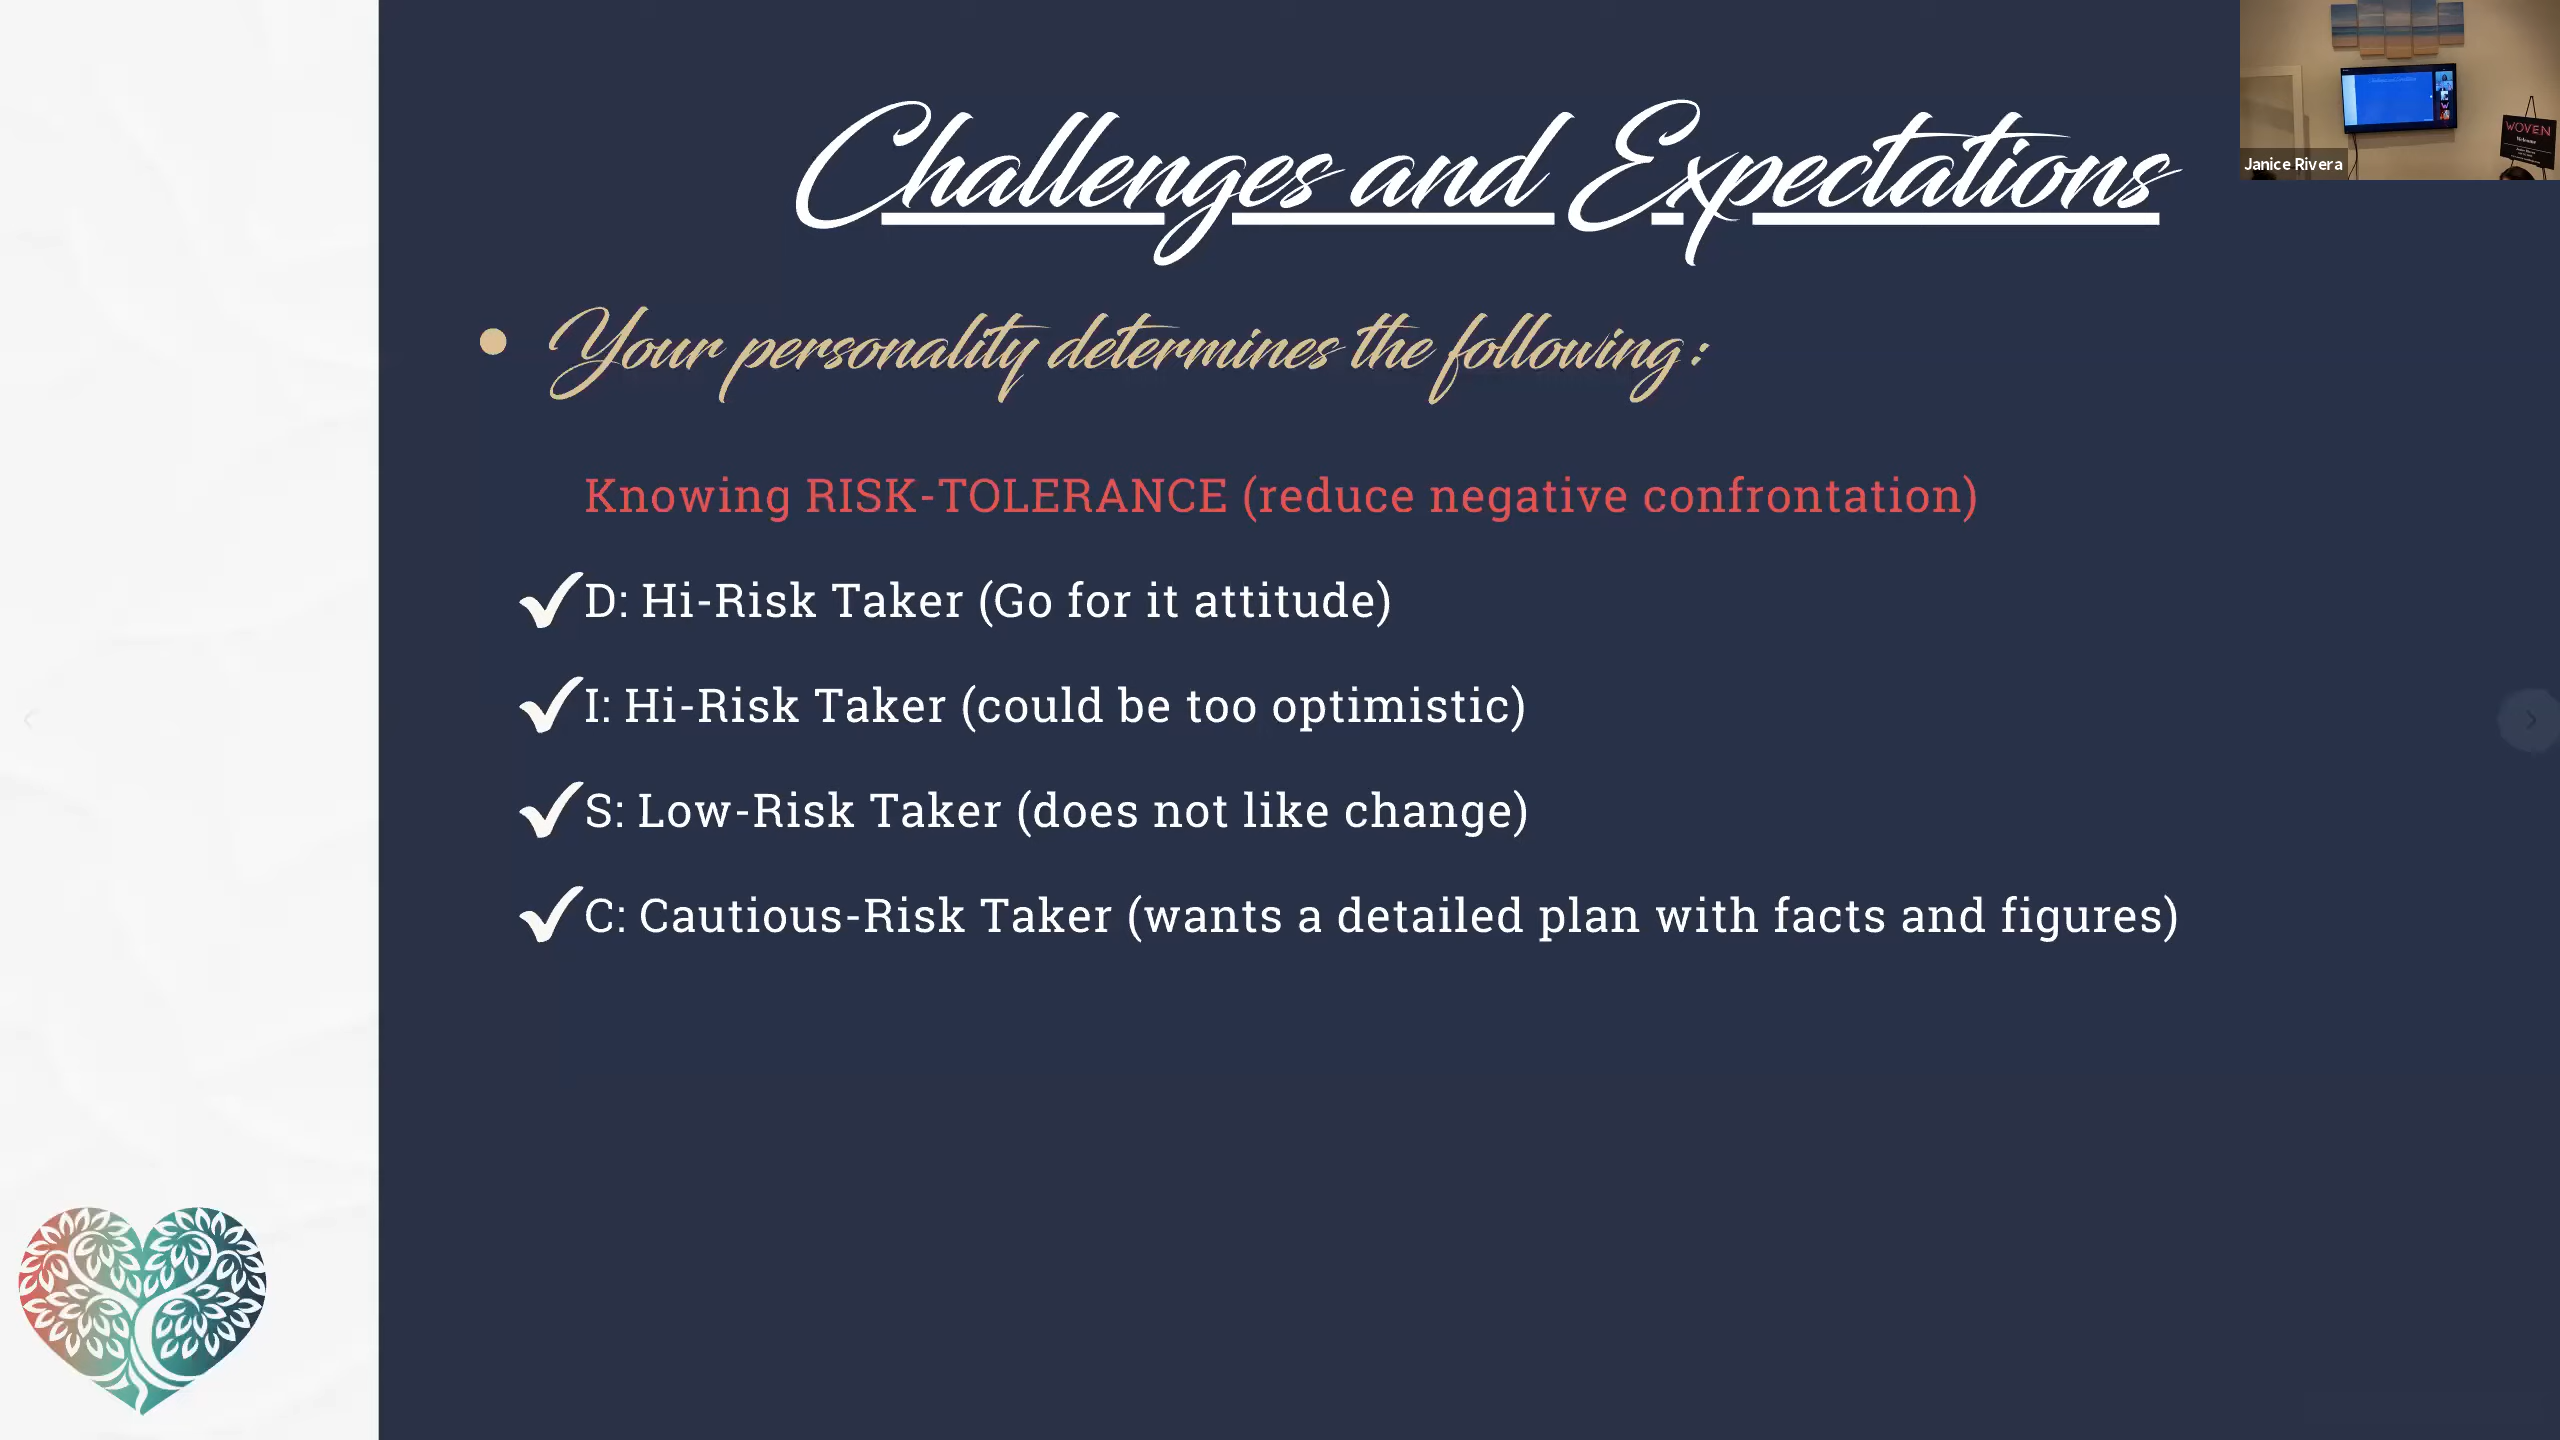 Challenges and Expectations
Janice Rivera
WOVEN
Welcome
• Your personality determines the following:
Knowing RISK-TOLERANCE (reduce negative confrontation)
✓D: Hi-Risk Taker (Go for it attitude)
✓I: Hi-Risk Taker (could be too optimistic)
✓S: Low-Risk Taker (does not like change)
✓C: Cautious-Risk Taker (wants a detailed plan with facts and figures)